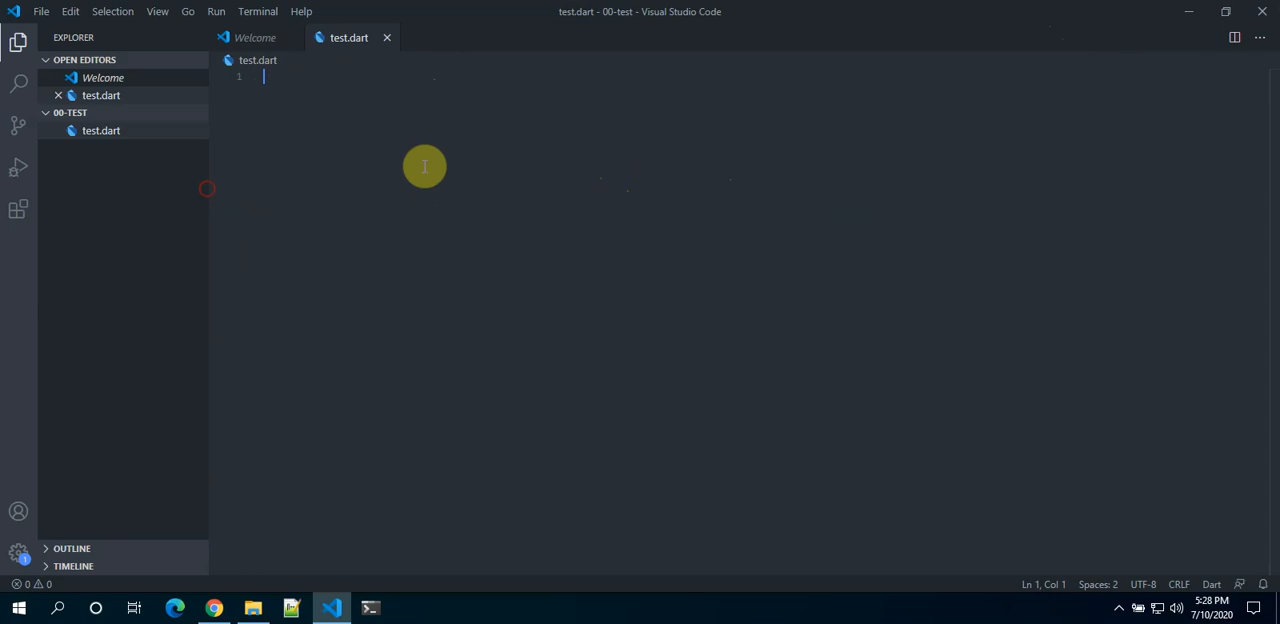 File Edit Selection View Go Run Terminal Help test.dart - 00-test - Visual Studio Code
EXPLORER
Welcome
test.dart
OPEN EDITORS
Welcome
test.dart
00-TEST
test.dart
test.dart
1
OUTLINE
TIMELINE
1
0 0
Ln 1, Col 1 Spaces: 2 UTF-8 CRLF Dart
5:28 PM
7/10/2020